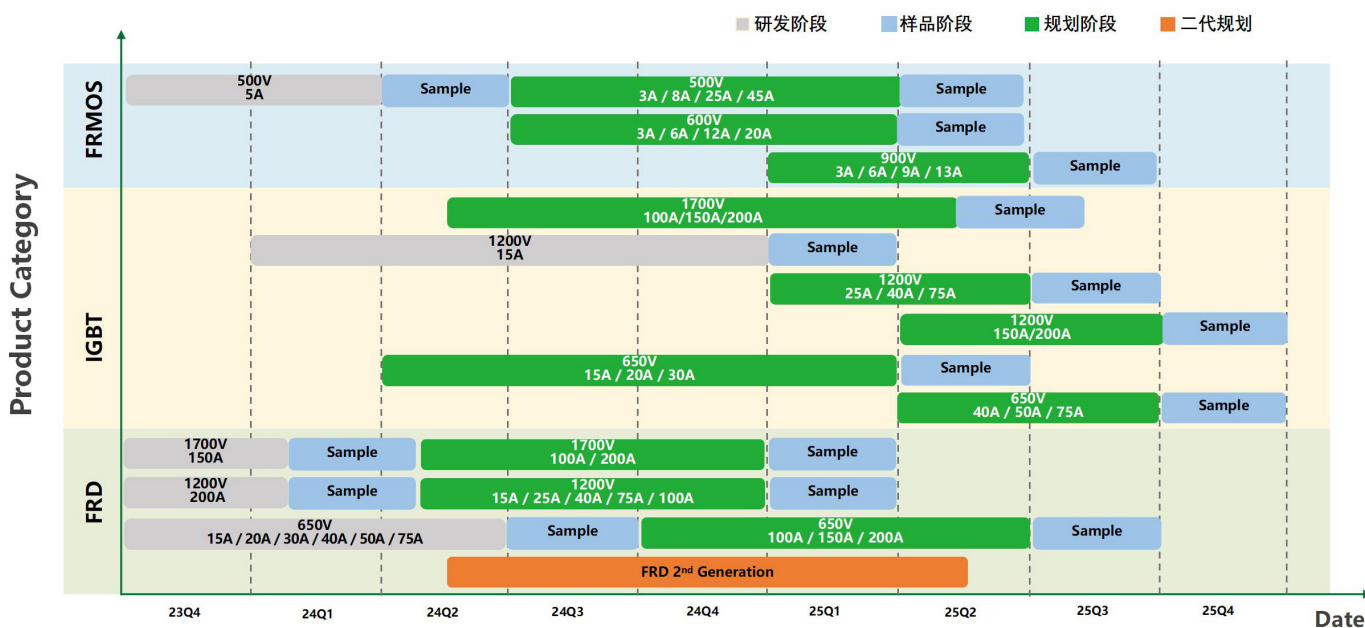 研发阶段
样品阶段
规划阶段
二代规划
Product Category
FRMOS
500V
5A
Sample
500V
3A / 8A / 25A / 45A
Sample
600V
3A / 6A / 12A / 20A
Sample
900V
3A / 6A / 9A / 13A
Sample
IGBT
1700V
100A/150A/200A
Sample
1200V
15A
Sample
1200V
25A / 40A / 75A
Sample
1200V
150A/200A
Sample
650V
15A / 20A / 30A
Sample
650V
40A / 50A / 75A
Sample
FRD
1700V
150A
Sample
1700V
100A / 200A
Sample
1200V
200A
Sample
1200V
15A / 25A / 40A / 75A / 100A
Sample
650V
15A / 20A / 30A / 40A / 50A / 75A
Sample
650V
100A / 150A / 200A
Sample
FRD 2nd Generation
23Q4
24Q1
24Q2
24Q3
24Q4
25Q1
25Q2
25Q3
25Q4
Date